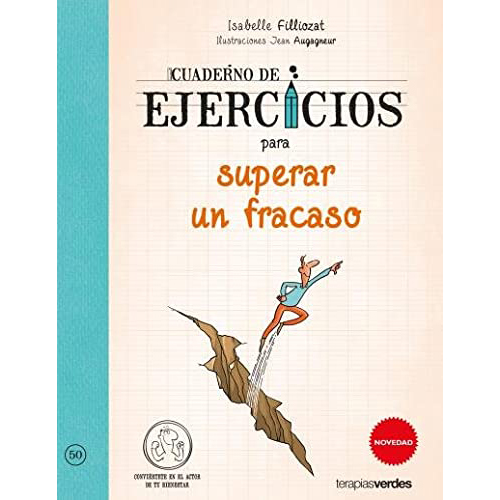 Isabelle Filliozat
Ilustraciones Jean Augagneur
CUADERNO DE
EJERCICIOS
para
superar
un fracaso
NOVEDAD
50
CONVIÉRTETE EN EL ACTOR
DE TU BIENESTAR
terapiasverdes